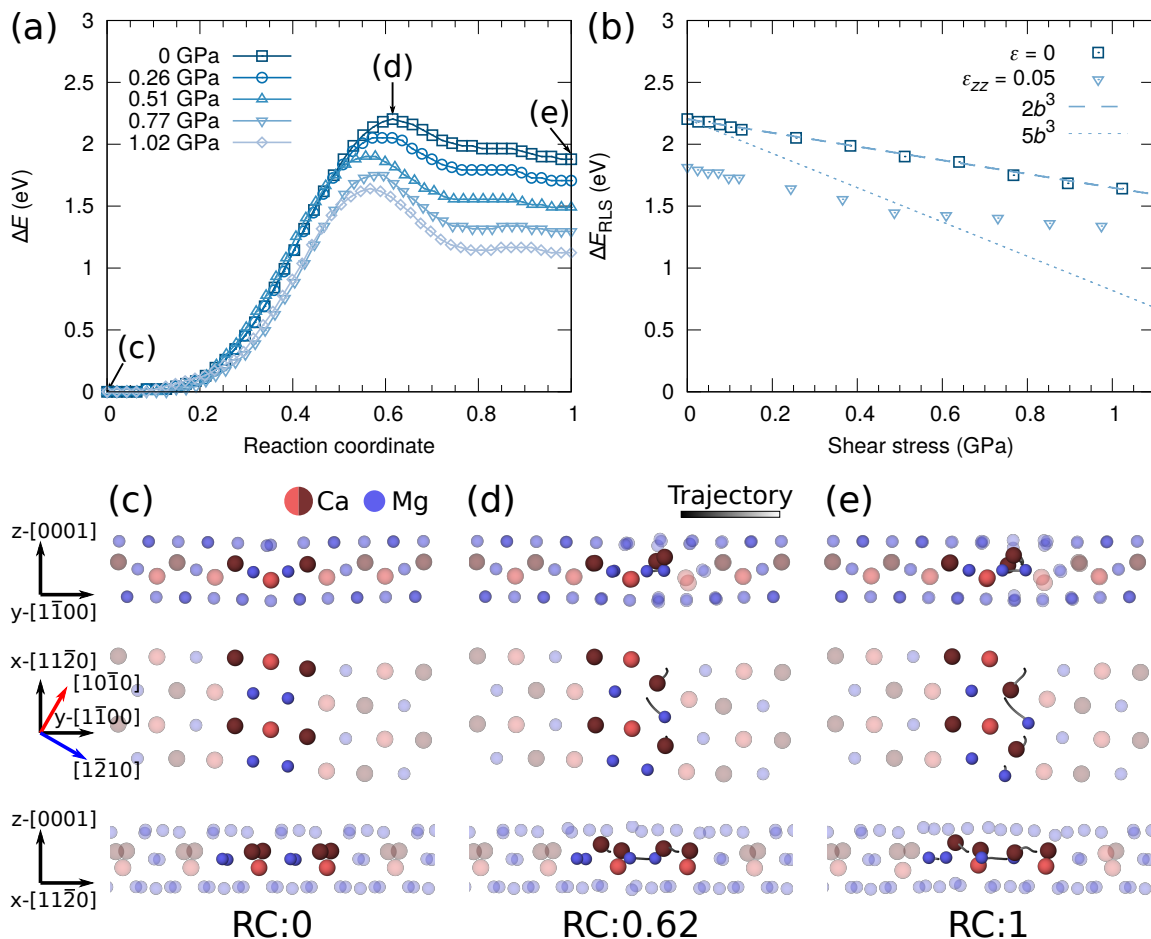 (a)
3
2.5
2
1.5
1
0.5
0
ΔE (eV)
0 GPa
0.26 GPa
0.51 GPa
0.77 GPa
1.02 GPa
(d)
(e)
(c)
0 0.2 0.4 0.6 0.8 1
Reaction coordinate
(b)
3
2.5
2
1.5
1
0.5
0
ΔE_RLS (eV)
ε = 0
ε_zz = 0.05
2b³
5b³
0 0.2 0.4 0.6 0.8 1
Shear stress (GPa)
(c)
Ca Mg
(d)
Trajectory
(e)
z-[0001]
y-[11̅00]
x-[112̅0]
[101̅0]
y-[11̅00]
[12̅10]
z-[0001]
x-[112̅0]
RC:0
RC:0.62
RC:1